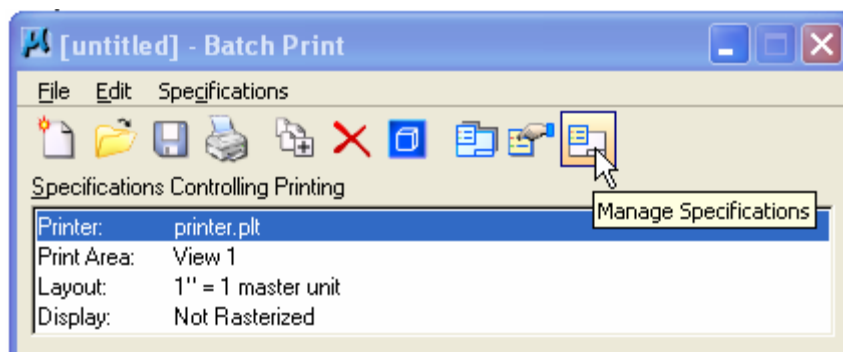 [untitled] - Batch Print
File Edit Specifications
Specifications Controlling Printing
Manage Specifications
Printer: printer.plt
Print Area: View 1
Layout: 1" = 1 master unit
Display: Not Rasterized